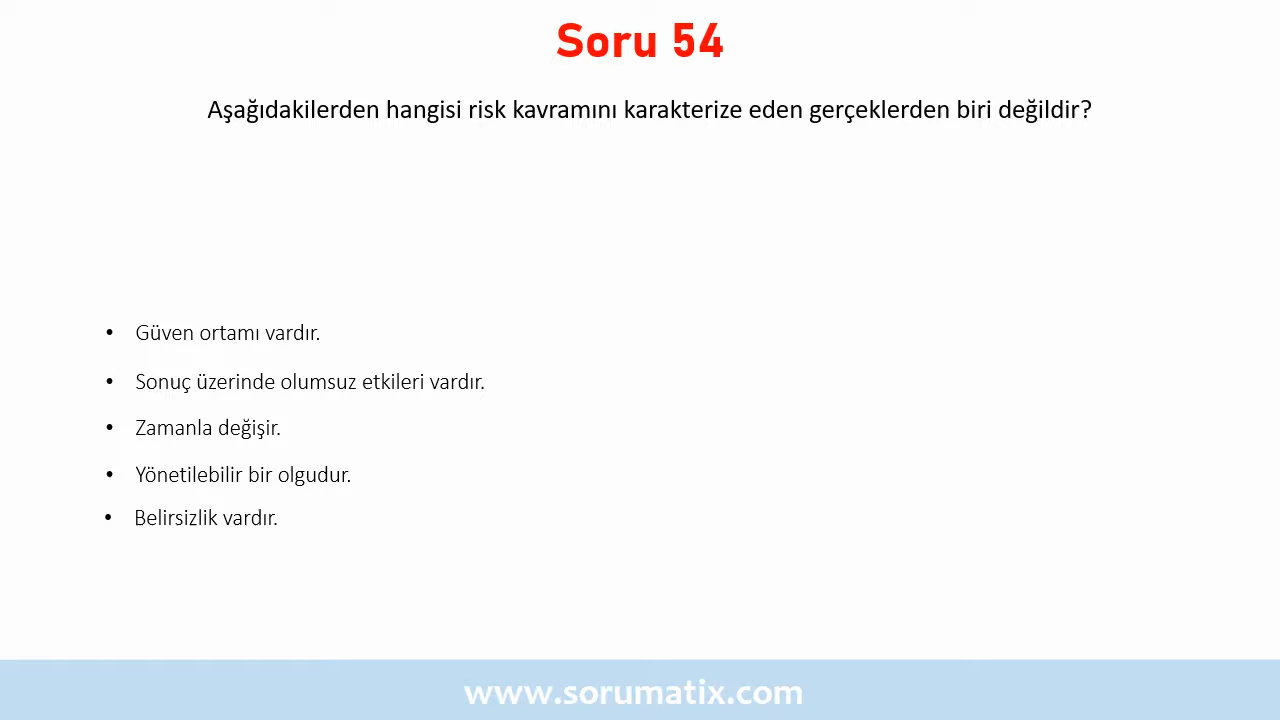 Soru 54
Aşağıdakilerden hangisi risk kavramını karakterize eden gerçeklerden biri değildir?
• Güven ortamı vardır.
• Sonuç üzerinde olumsuz etkileri vardır.
• Zamanla değişir.
• Yönetilebilir bir olgudur.
• Belirsizlik vardır.
www.sorumatix.com